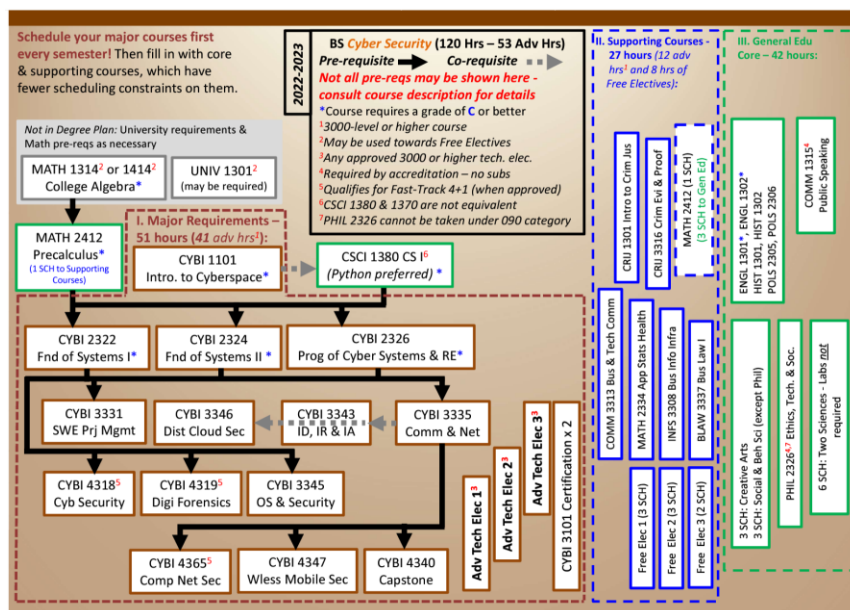 Schedule your major courses first
every semester! Then fill in with core
& supporting courses, which have
fewer scheduling constraints on them.
2022-2023
BS Cyber Security (120 Hrs – 53 Adv Hrs)
Pre-requisite Co-requisite
Not all pre-reqs may be shown here -
consult course description for details
*Course requires a grade of C or better
¹3000-level or higher course
²May be used towards Free Electives
³Any approved 3000 or higher tech. elec.
⁴Required by accreditation – no subs
⁵Qualifies for Fast-Track 4+1 (when approved)
⁶CSCI 1380 & 1370 are not equivalent
⁷PHIL 2326 cannot be taken under 090 category
Not in Degree Plan: University requirements &
Math pre-reqs as necessary
MATH 1314² or 1414²
College Algebra*
UNIV 1301²
(may be required)
MATH 2412
Precalculus*
(1 SCH to Supporting
Courses)
I. Major Requirements –
51 hours (41 adv hrs¹):
CYBI 1101
Intro. to Cyberspace*
CSCI 1380 CS I⁶
(Python preferred) *
CYBI 2322
Fnd of Systems I*
CYBI 2324
Fnd of Systems II*
CYBI 2326
Prog of Cyber Systems & RE*
CYBI 3331
SWE Prj Mgmt
CYBI 3346
Dist Cloud Sec
CYBI 3343
ID, IR & IA
CYBI 3335
Comm & Net
CYBI 4318⁵
Cyb Security
CYBI 4319⁵
Digi Forensics
CYBI 3345
OS & Security
CYBI 4365⁵
Comp Net Sec
CYBI 4347
Wless Mobile Sec
CYBI 4340
Capstone
Adv Tech Elec 1³
Adv Tech Elec 2³
Adv Tech Elec 3³
CYBI 3101 Certification x 2
II. Supporting Courses -
27 hours (12 adv
hrs¹ and 8 hrs of
Free Electives):
CRIJ 1301 Intro to Crim Jus
CRIJ 3316 Crim Evi & Proof
MATH 2412 (1 SCH)
(3 SCH to Gen Ed)
COMM 3313 Bus & Tech Comm
MATH 2334 App Stats Health
INFS 3308 Bus Info Infra
BLAW 3337 Bus Law I
Free Elec 1 (3 SCH)
Free Elec 2 (3 SCH)
Free Elec 3 (2 SCH)
III. General Edu
Core – 42 hours:
ENGL 1301*, ENGL 1302*
HIST 1301, HIST 1302
POLS 2305, POLS 2306
COMM 1315⁴
Public Speaking
3 SCH: Creative Arts
3 SCH: Social & Beh Sci (except Phil)
PHIL 2326⁴,⁷ Ethics, Tech. & Soc.
6 SCH: Two Sciences - Labs not
required